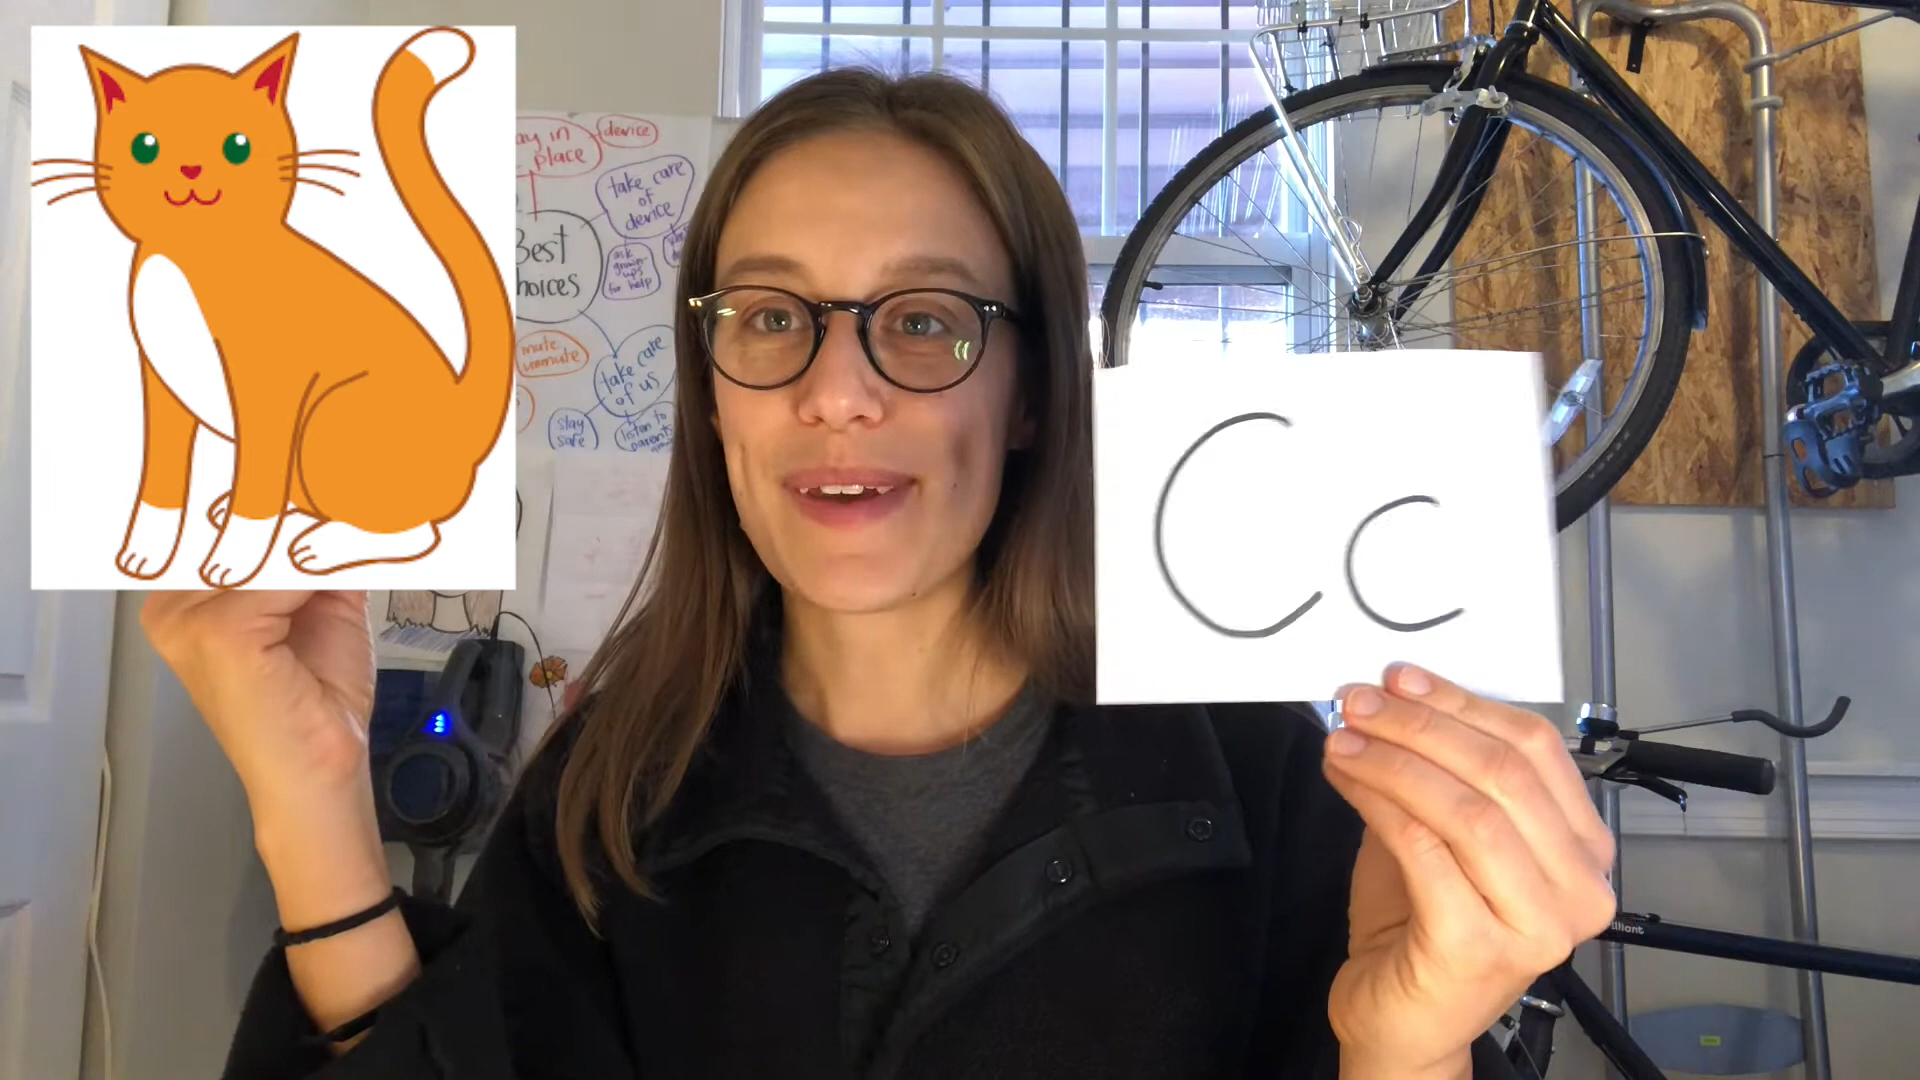 ay in
place
device
take care
of
device
ask
grown-
ups
for help
Best
hoices
mute
unmute
take care
of us
stay
safe
listen to
parents
Cc
illiant